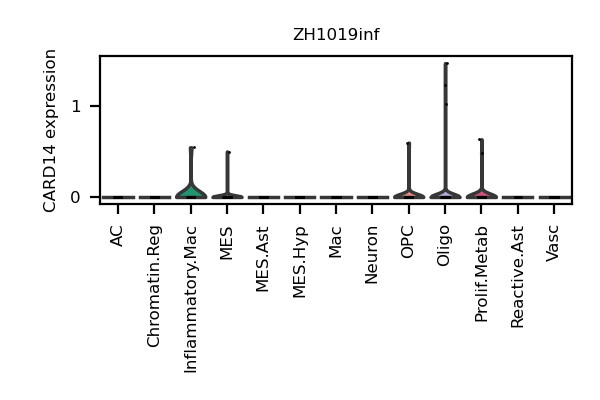 ZH1019inf
CARD14 expression
1
0
AC
Chromatin.Reg
Inflammatory.Mac
MES
MES.Ast
MES.Hyp
Mac
Neuron
OPC
Oligo
Prolif.Metab
Reactive.Ast
Vasc